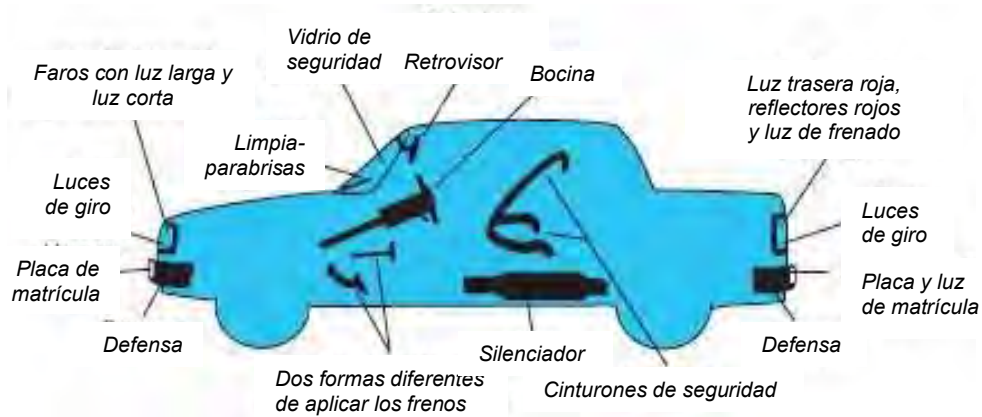 Vidrio de
seguridad
Retrovisor
Bocina
Faros con luz larga y
luz corta
Luz trasera roja,
reflectores rojos
y luz de frenado
Limpia-
parabrisas
Luces
de giro
Luces
de giro
Placa de
matrícula
Placa y luz
de matrícula
Defensa
Silenciador
Defensa
Dos formas diferentes
de aplicar los frenos
Cinturones de seguridad